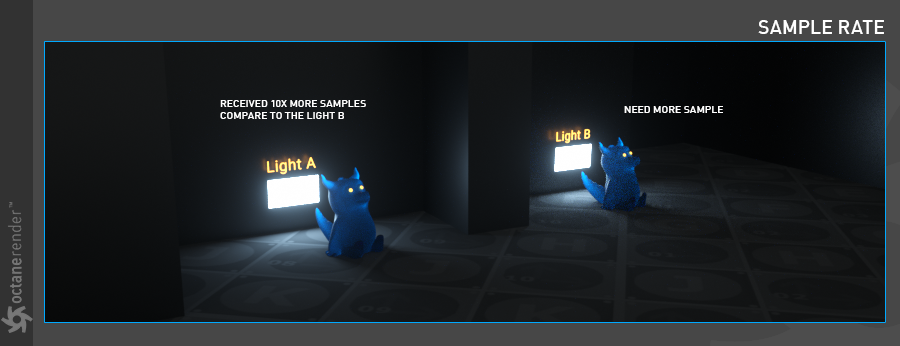 SAMPLE RATE
RECEIVED 10X MORE SAMPLES
COMPARE TO THE LIGHT B
NEED MORE SAMPLE
Light A
Light B
octanerender™